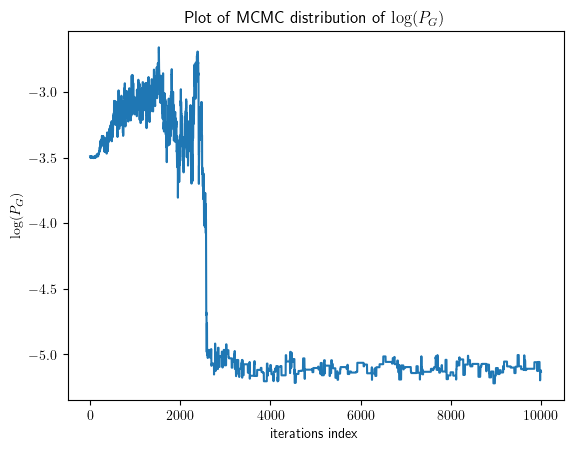 Plot of MCMC distribution of log(P_G)
log(P_G)
−3.0
−3.5
−4.0
−4.5
−5.0
0 2000 4000 6000 8000 10000
iterations index